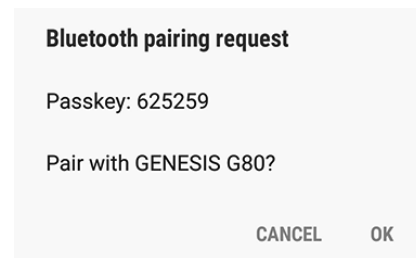 Bluetooth pairing request
Passkey: 625259
Pair with GENESIS G80?
CANCEL OK